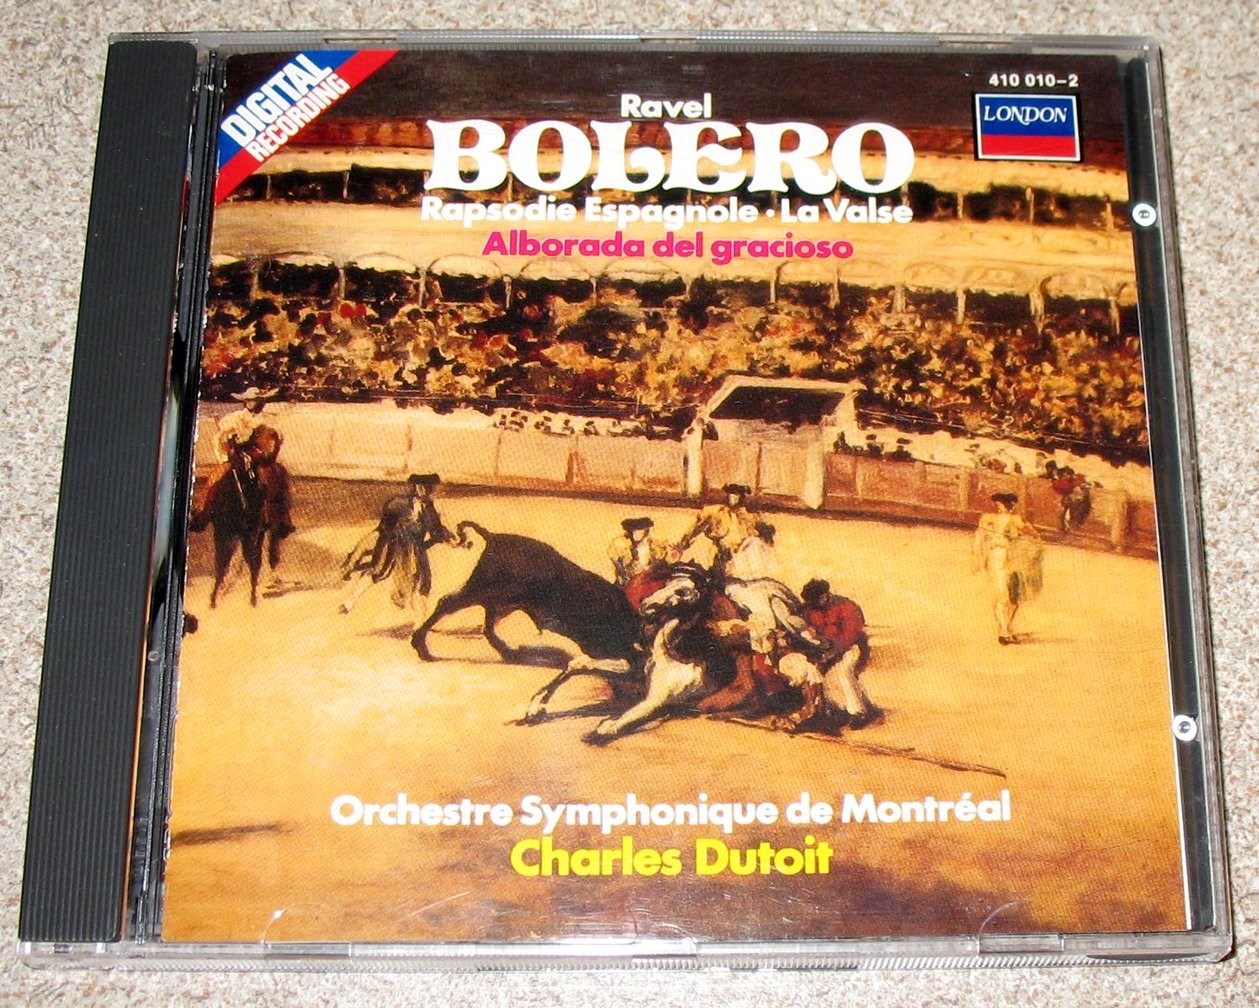 DIGITAL
RECORDING
410 010-2
LONDON
Ravel
BOLERO
Rapsodie Espagnole · La Valse
Alborada del gracioso
Orchestre Symphonique de Montréal
Charles Dutoit